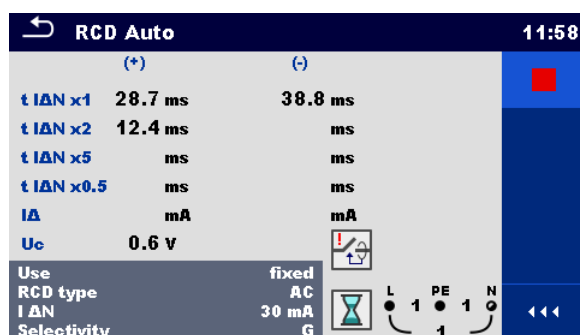 RCD Auto 11:58
(+) (-)
t IΔN x1 28.7 ms 38.8 ms
t IΔN x2 12.4 ms ms
t IΔN x5 ms ms
t IΔN x0.5 ms ms
IΔ mA mA
Uc 0.6 V
Use fixed
RCD type AC
I ΔN 30 mA
Selectivity G
L PE N
1 1
1